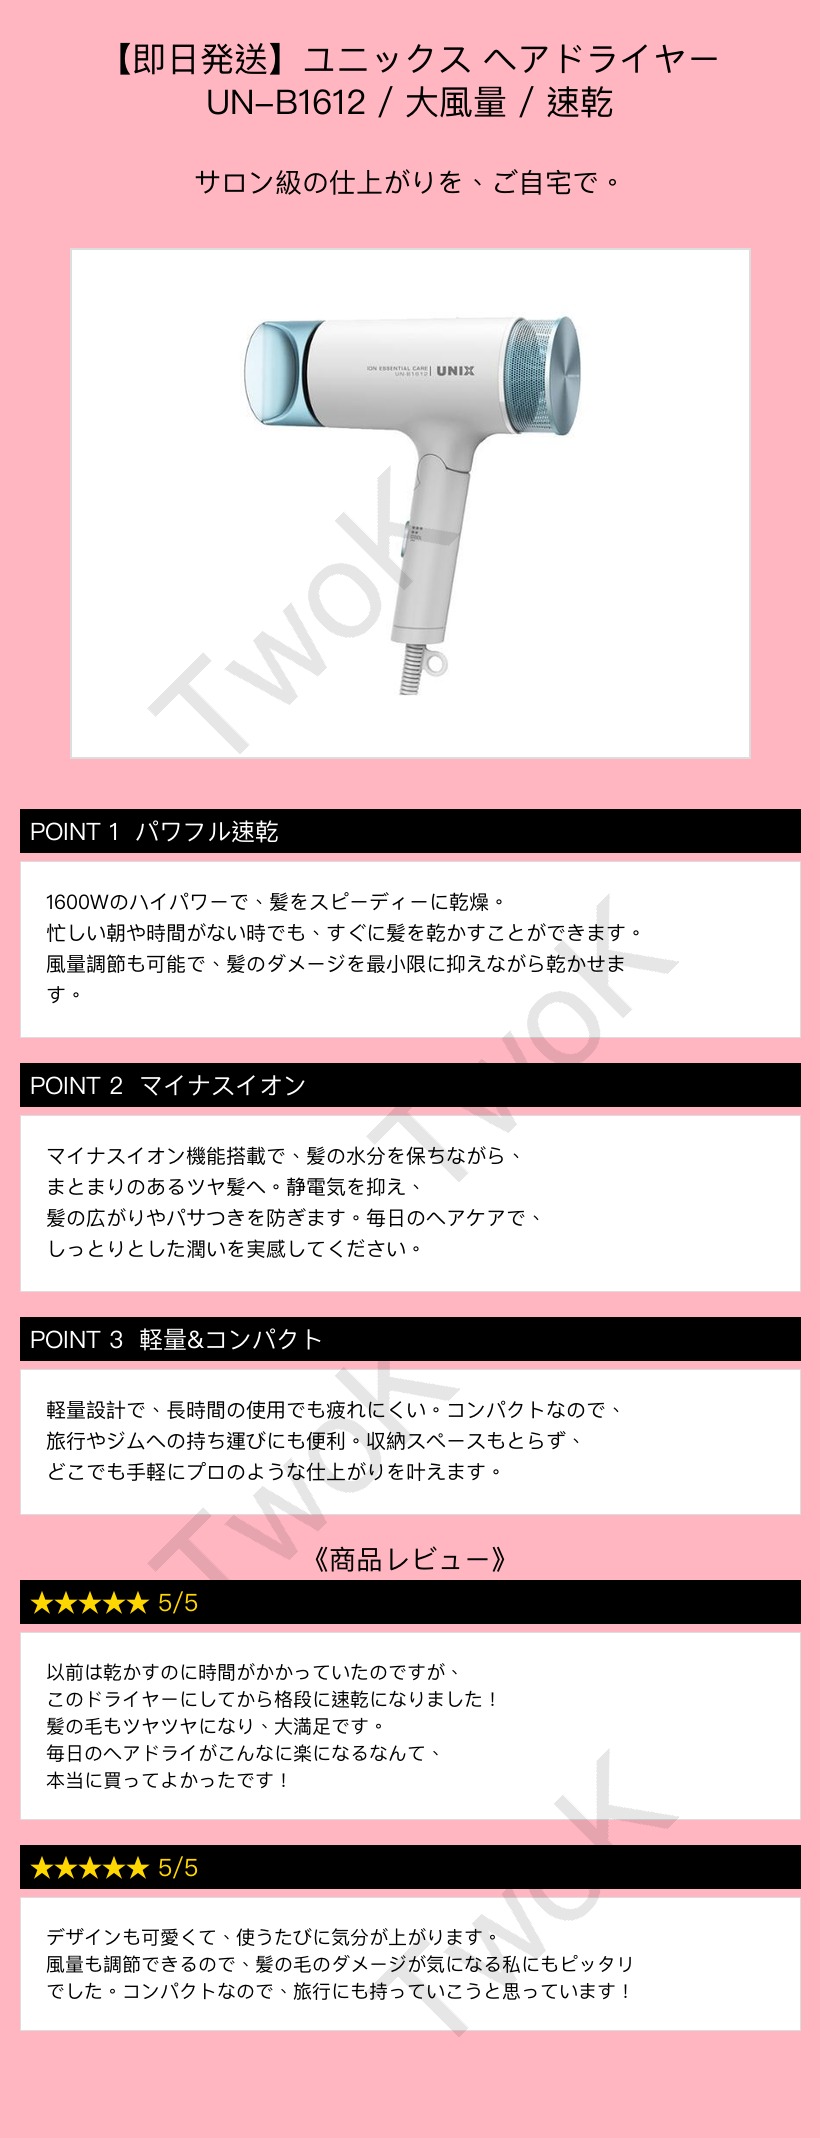 【即日発送】ユニックス ヘアドライヤー
UN-B1612 / 大風量 / 速乾
サロン級の仕上がりを、ご自宅で。
ION ESSENTIAL CARE
UN-B1612
UNIX
TwoK
POINT 1 パワフル速乾
1600Wのハイパワーで、髪をスピーディーに乾燥。
忙しい朝や時間がない時でも、すぐに髪を乾かすことができます。
風量調節も可能で、髪のダメージを最小限に抑えながら乾かせま
す。
TwoK
POINT 2 マイナスイオン
マイナスイオン機能搭載で、髪の水分を保ちながら、
まとまりのあるツヤ髪へ。静電気を抑え、
髪の広がりやパサつきを防ぎます。毎日のヘアケアで、
しっとりとした潤いを実感してください。
POINT 3 軽量&コンパクト
軽量設計で、長時間の使用でも疲れにくい。コンパクトなので、
旅行やジムへの持ち運びにも便利。収納スペースもとらず、
どこでも手軽にプロのような仕上がりを叶えます。
TwoK
《商品レビュー》
★★★★★ 5/5
以前は乾かすのに時間がかかっていたのですが、
このドライヤーにしてから格段に速乾になりました！
髪の毛もツヤツヤになり、大満足です。
毎日のヘアドライがこんなに楽になるなんて、
本当に買ってよかったです！
★★★★★ 5/5
デザインも可愛くて、使うたびに気分が上がります。
風量も調節できるので、髪の毛のダメージが気になる私にもピッタリ
でした。コンパクトなので、旅行にも持っていこうと思っています！
TwoK